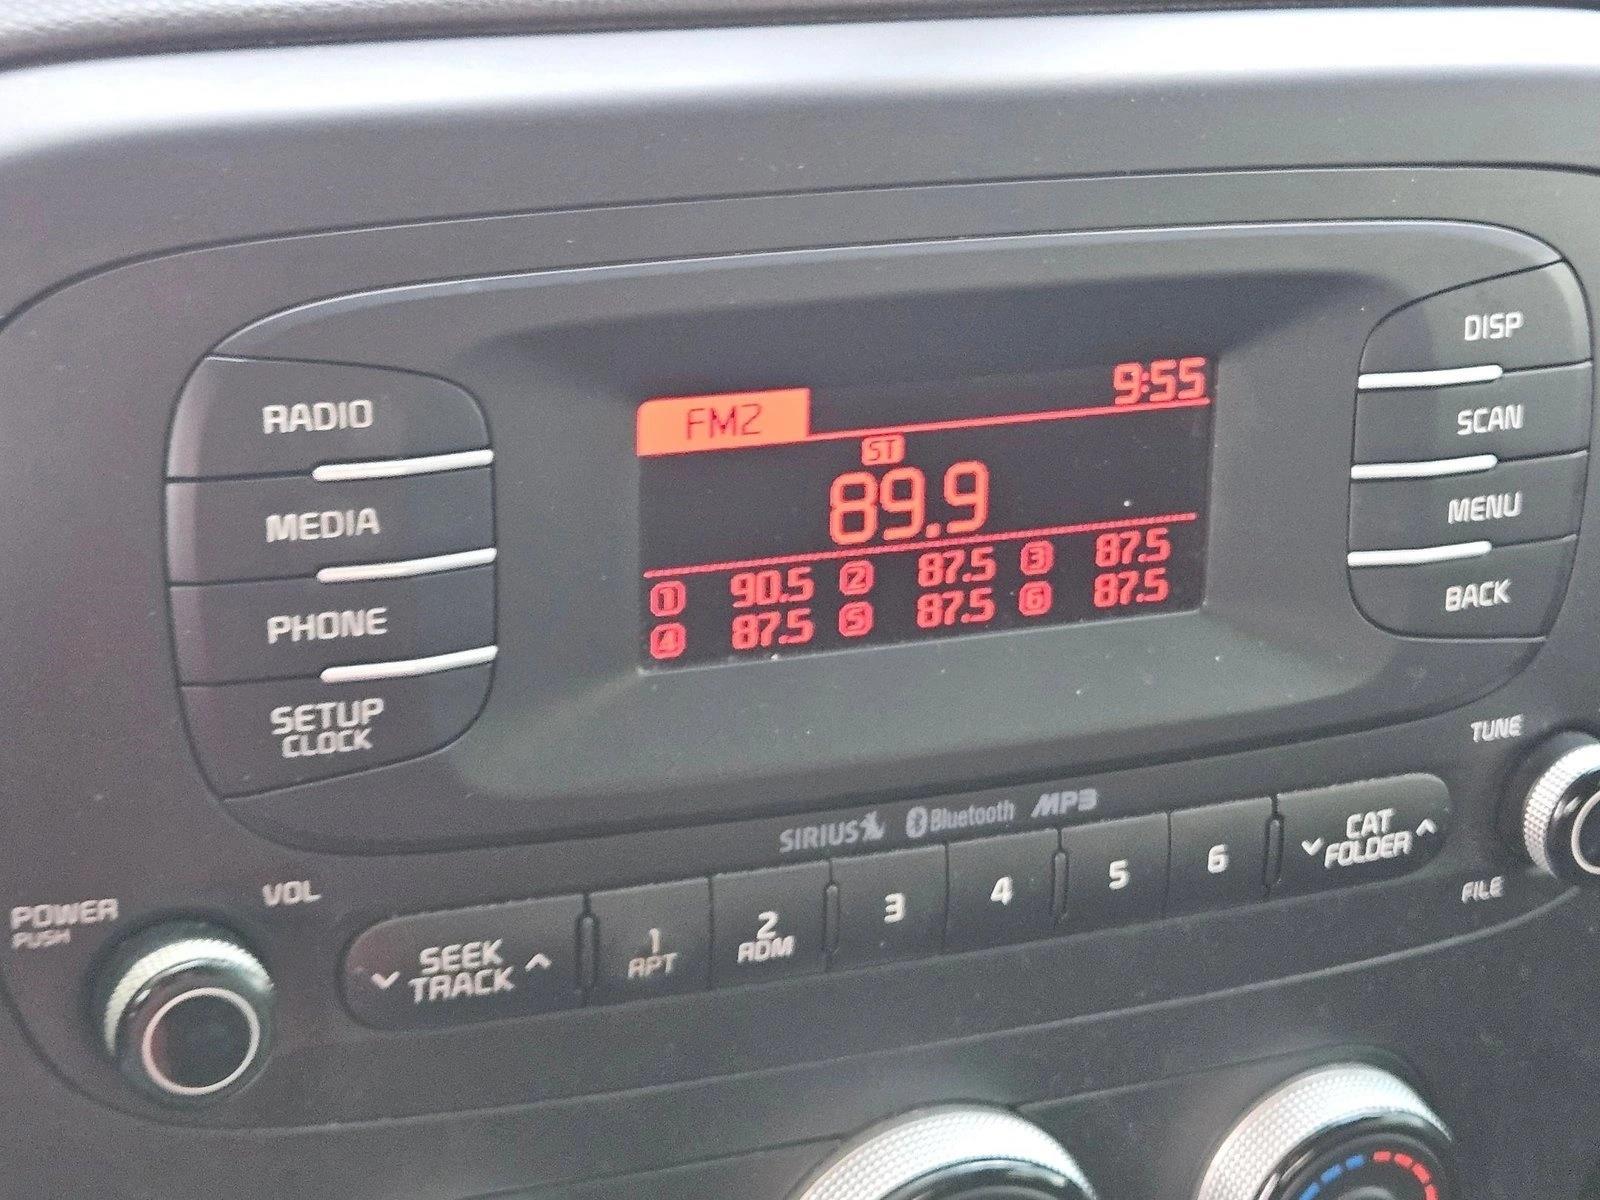 RADIO
MEDIA
PHONE
SETUP
CLOCK
FM2
9:55
ST
89.9
1 90.5 2 87.5 3 87.5
4 87.5 5 87.5 6 87.5
DISP
SCAN
MENU
BACK
SIRIUS Bluetooth MP3
POWER
PUSH
VOL
SEEK
TRACK
1
RPT
2
RDM
3
4
5
6
CAT
FOLDER
TUNE
FILE